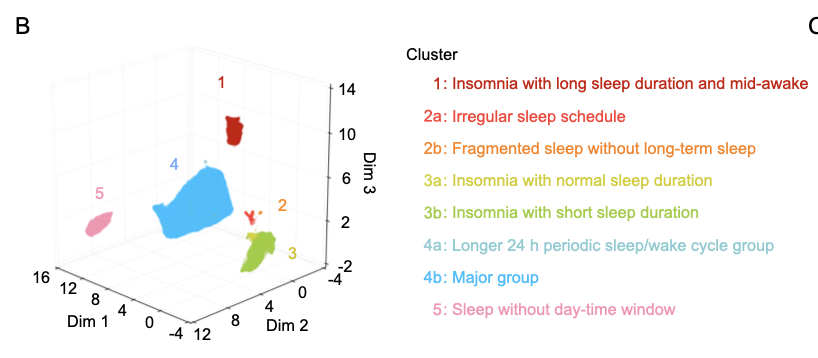 B
C
Cluster
1: Insomnia with long sleep duration and mid-awake
2a: Irregular sleep schedule
2b: Fragmented sleep without long-term sleep
3a: Insomnia with normal sleep duration
3b: Insomnia with short sleep duration
4a: Longer 24 h periodic sleep/wake cycle group
4b: Major group
5: Sleep without day-time window
1
4
5
2
3
14
10
6
2
-2
Dim 3
16
12
8
4
0
-4
Dim 1
12
8
4
0
-4
Dim 2